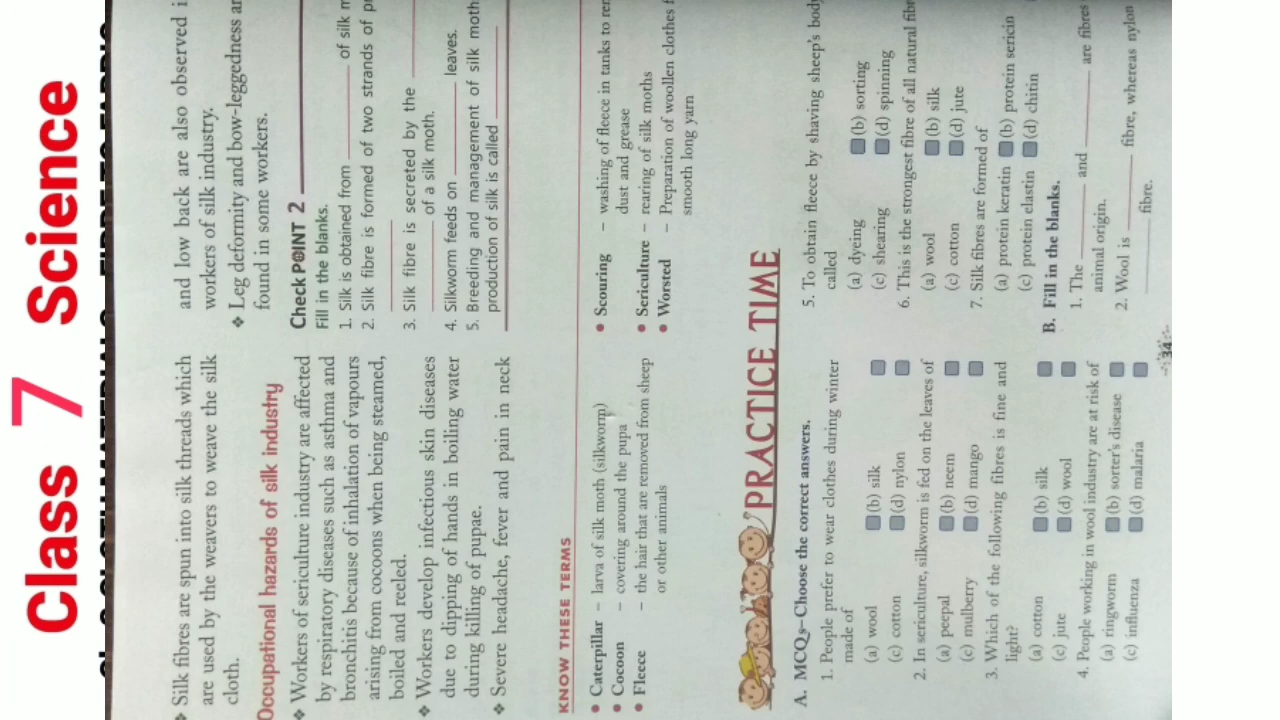 Class 7 Science
❖ Silk fibres are spun into silk threads which
are used by the weavers to weave the silk
cloth.
Occupational hazards of silk industry
❖ Workers of sericulture industry are affected
by respiratory diseases such as asthma and
bronchitis because of inhalation of vapours
arising from cocoons when being steamed,
boiled and reeled.
❖ Workers develop infectious skin diseases
due to dipping of hands in boiling water
during killing of pupae.
❖ Severe headache, fever and pain in neck
and low back are also observed
workers of silk industry.
❖ Leg deformity and bow-leggedness
found in some workers.
Check POINT 2
Fill in the blanks.
1. Silk is obtained from ______ of silk
2. Silk fibre is formed of two strands of
______
3. Silk fibre is secreted by the ______
______ of a silk moth.
4. Silkworm feeds on ______ leaves.
5. Breeding and management of silk moth
production of silk is called ______
KNOW THESE TERMS
• Caterpillar – larva of silk moth (silkworm)
• Cocoon – covering around the pupa
• Fleece – the hair that are removed from sheep
or other animals
• Scouring – washing of fleece in tanks to
dust and grease
• Sericulture – rearing of silk moths
• Worsted – Preparation of woollen clothes
smooth long yarn
PRACTICE TIME
A. MCQs–Choose the correct answers.
1. People prefer to wear clothes during winter
made of
(a) wool (b) silk
(c) cotton (d) nylon
2. In sericulture, silkworm is fed on the leaves of
(a) peepal (b) neem
(c) mulberry (d) mango
3. Which of the following fibres is fine and
light?
(a) cotton (b) silk
(c) jute (d) wool
4. People working in wool industry are at risk of
(a) ringworm (b) sorter's disease
(c) influenza (d) malaria
5. To obtain fleece by shaving sheep's body
called
(a) dyeing (b) sorting
(c) shearing (d) spinning
6. This is the strongest fibre of all natural
(a) wool (b) silk
(c) cotton (d) jute
7. Silk fibres are formed of
(a) protein keratin (b) protein sericin
(c) protein elastin (d) chitin
B. Fill in the blanks.
1. The ______ and ______ are fibres
animal origin.
2. Wool is ______ fibre, whereas nylon
______ fibre.
34